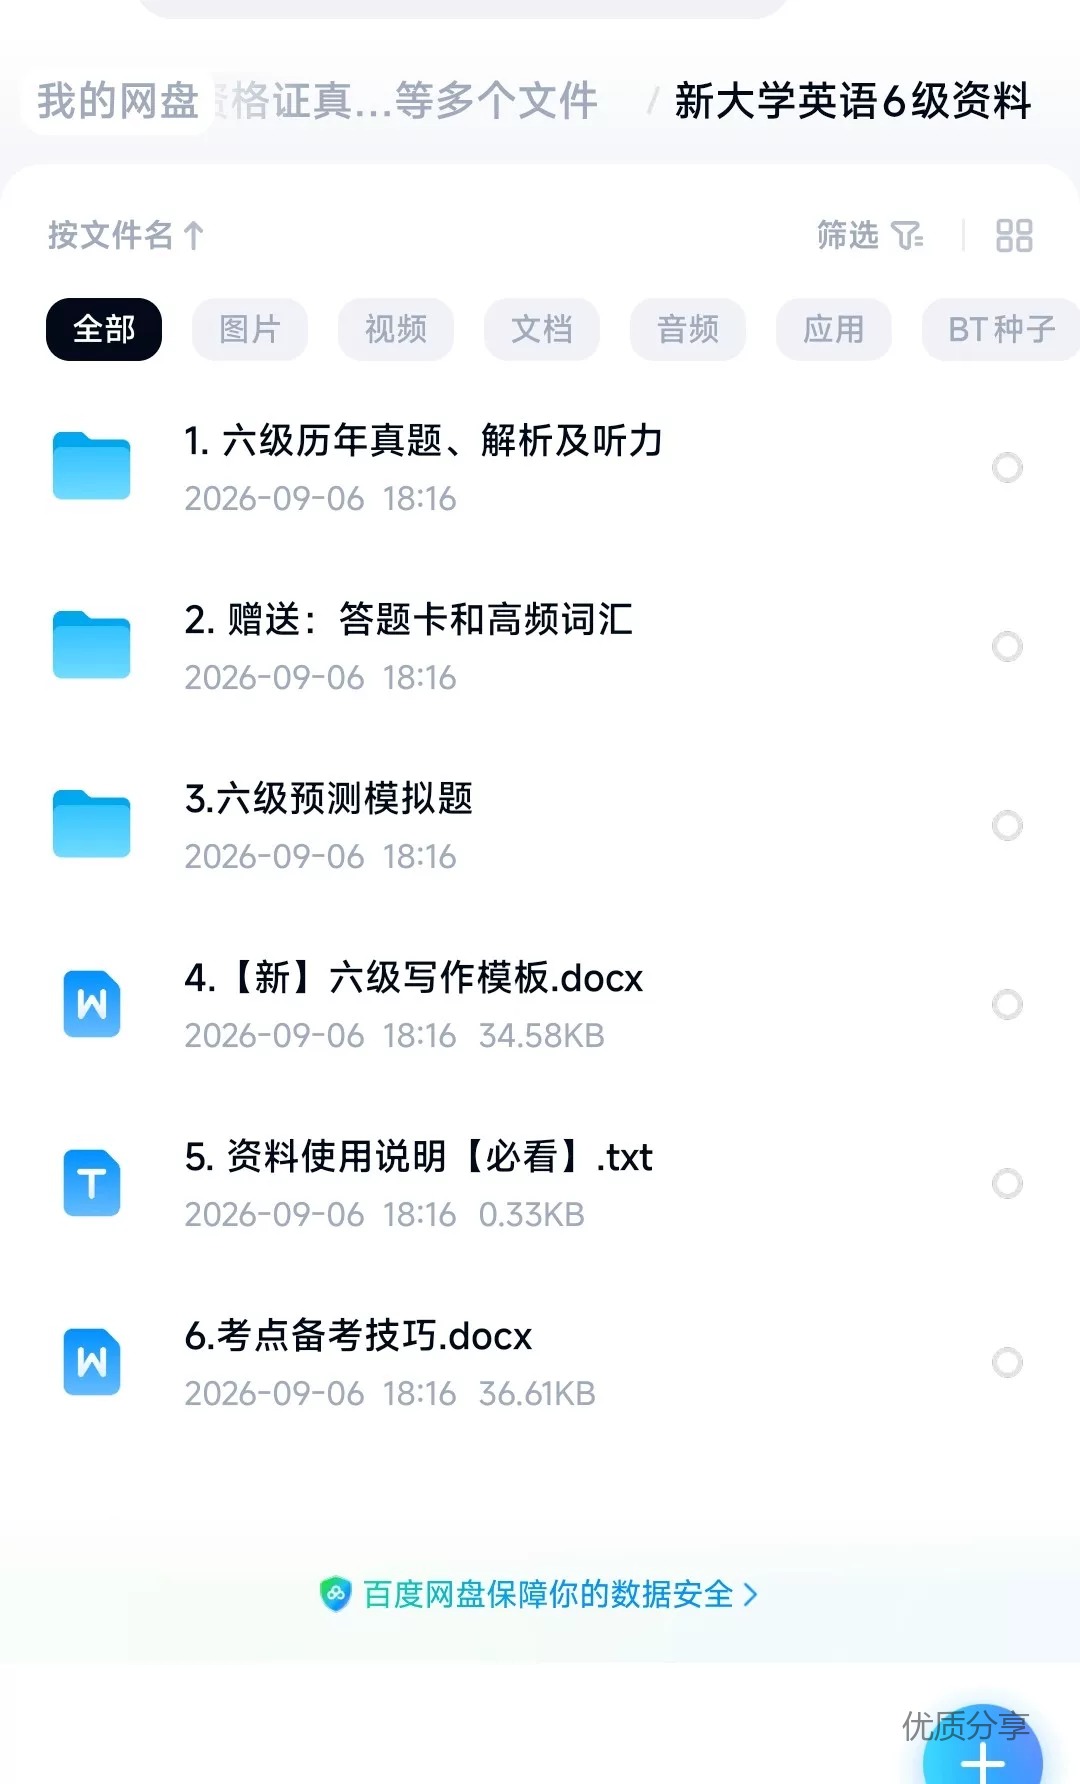 我的网盘 格证真...等多个文件 / 新大学英语6级资料
按文件名↑ 筛选
全部 图片 视频 文档 音频 应用 BT种子
1. 六级历年真题、解析及听力
2026-09-06 18:16
2. 赠送：答题卡和高频词汇
2026-09-06 18:16
3.六级预测模拟题
2026-09-06 18:16
4.【新】六级写作模板.docx
2026-09-06 18:16 34.58KB
5. 资料使用说明【必看】.txt
2026-09-06 18:16 0.33KB
6.考点备考技巧.docx
2026-09-06 18:16 36.61KB
百度网盘保障你的数据安全
优质分享